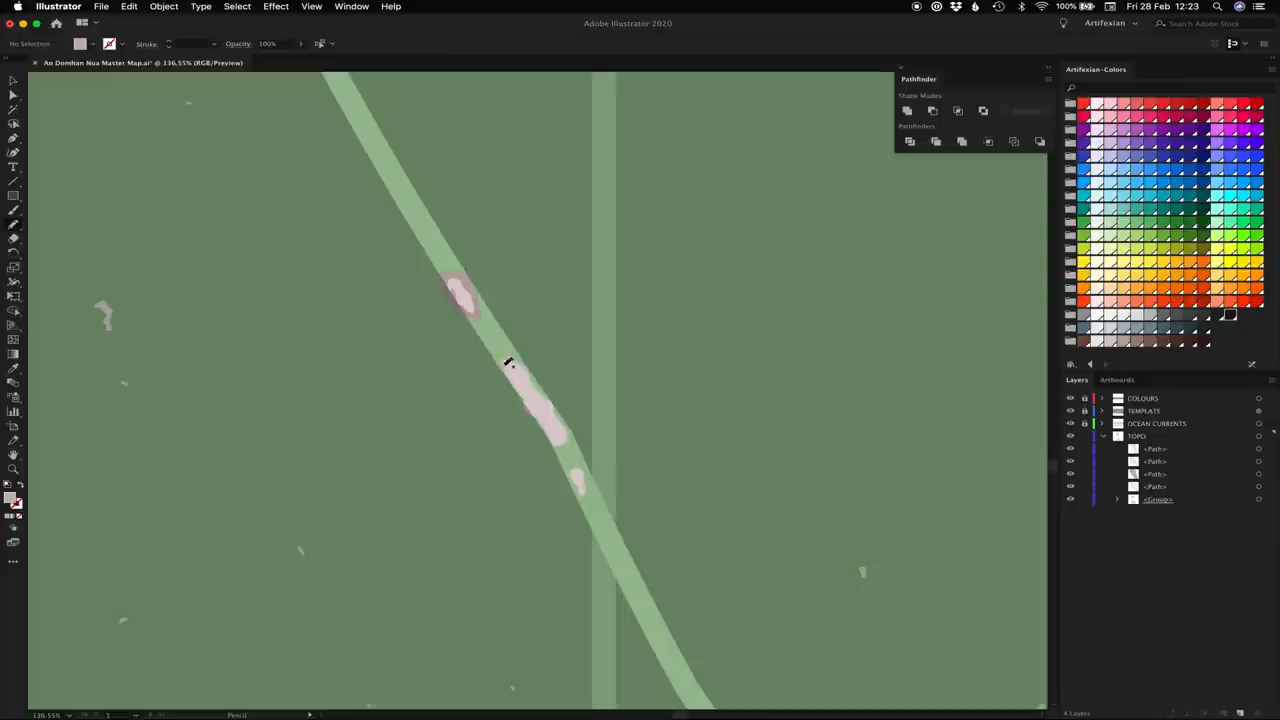 Illustrator File Edit Object Type Select Effect View Window Help 100% Fri 28 Feb 12:23
Adobe Illustrator 2020 Artifexian Search Adobe Stock
No Selection Stroke: Opacity: 100%
× An Domhan Nua Master Map.ai* @ 136.55% (RGB/Preview)
Pathfinder
Shape Modes:
Pathfinders:
Artifexian-Colors
Layers Artboards
COLOURS
TEMPLATE
OCEAN CURRENTS
TOPO
<Path>
<Path>
<Path>
<Path>
<Group>
136.55% 1 Pencil 4 Layers